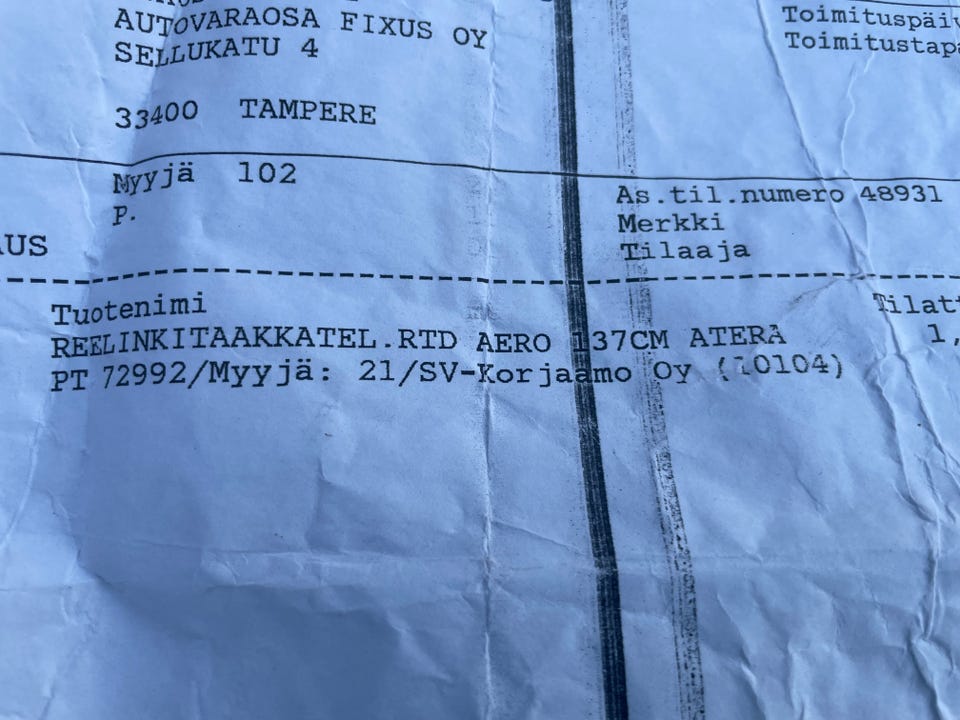 AUTOVARAOSA FIXUS OY
SELLUKATU 4
33400 TAMPERE
Toimituspäiv
Toimitustapa
Myyjä 102
P.
AUS
As.til.numero 48931
Merkki
Tilaaja
Tuotenimi
Tilatt
REELINKITAAKKATEL.RTD AERO 137CM ATERA
1,
PT 72992/Myyjä: 21/SV-Korjaamo Oy (10104)